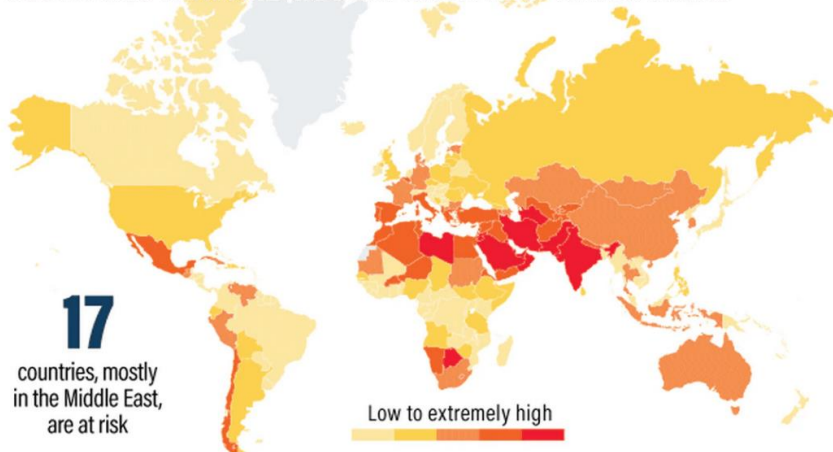 17
countries, mostly
in the Middle East,
are at risk
Low to extremely high